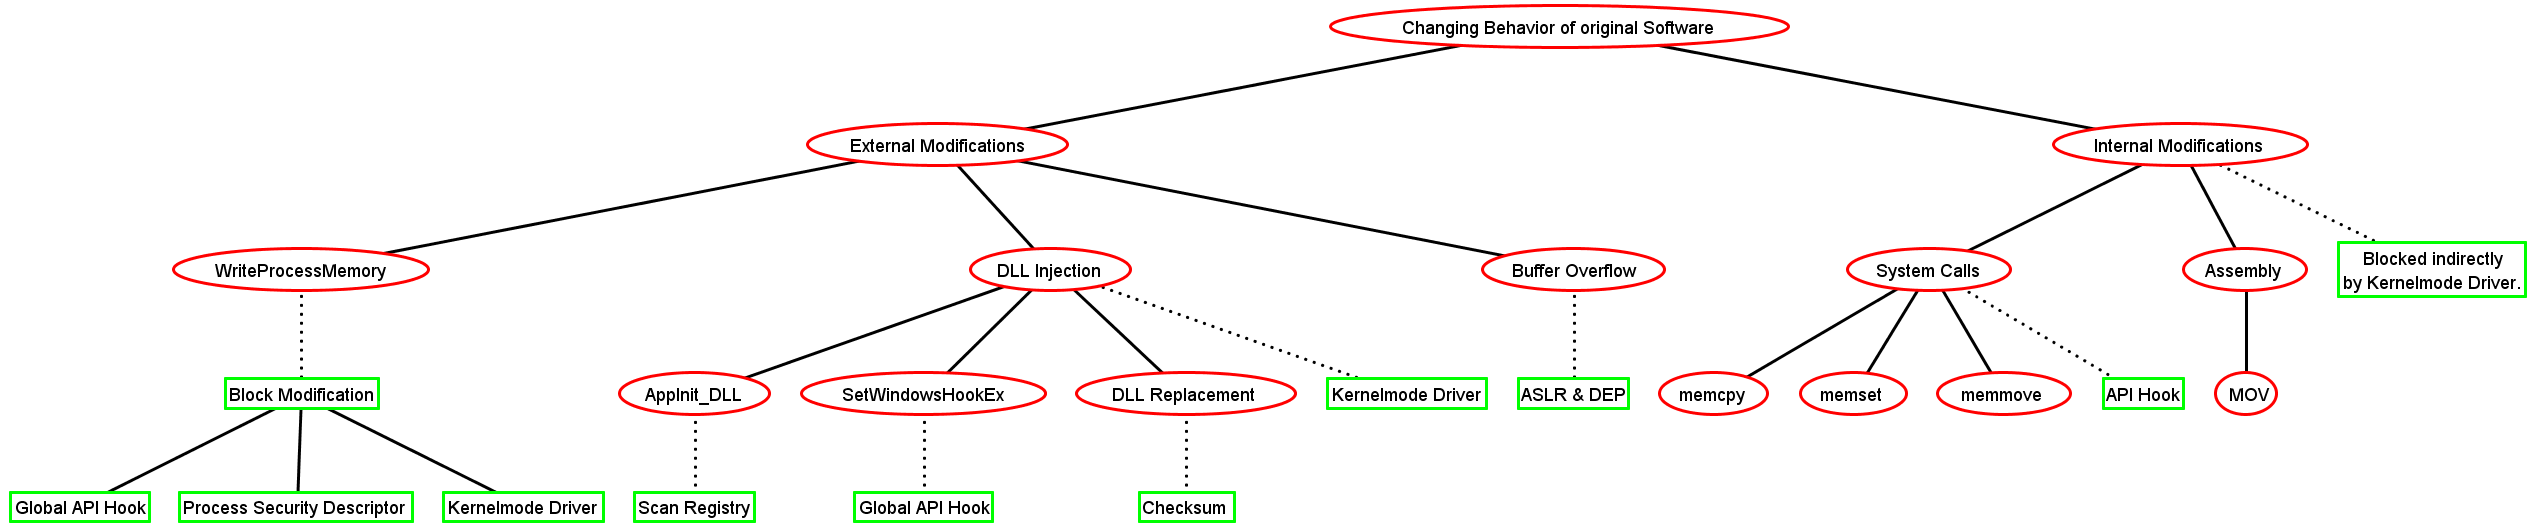 Changing Behavior of original Software
External Modifications
Internal Modifications
WriteProcessMemory
DLL Injection
Buffer Overflow
System Calls
Assembly
Blocked indirectly
by Kernelmode Driver.
Block Modification
AppInit_DLL
SetWindowsHookEx
DLL Replacement
Kernelmode Driver
ASLR & DEP
memcpy
memset
memmove
API Hook
MOV
Global API Hook
Process Security Descriptor
Kernelmode Driver
Scan Registry
Global API Hook
Checksum